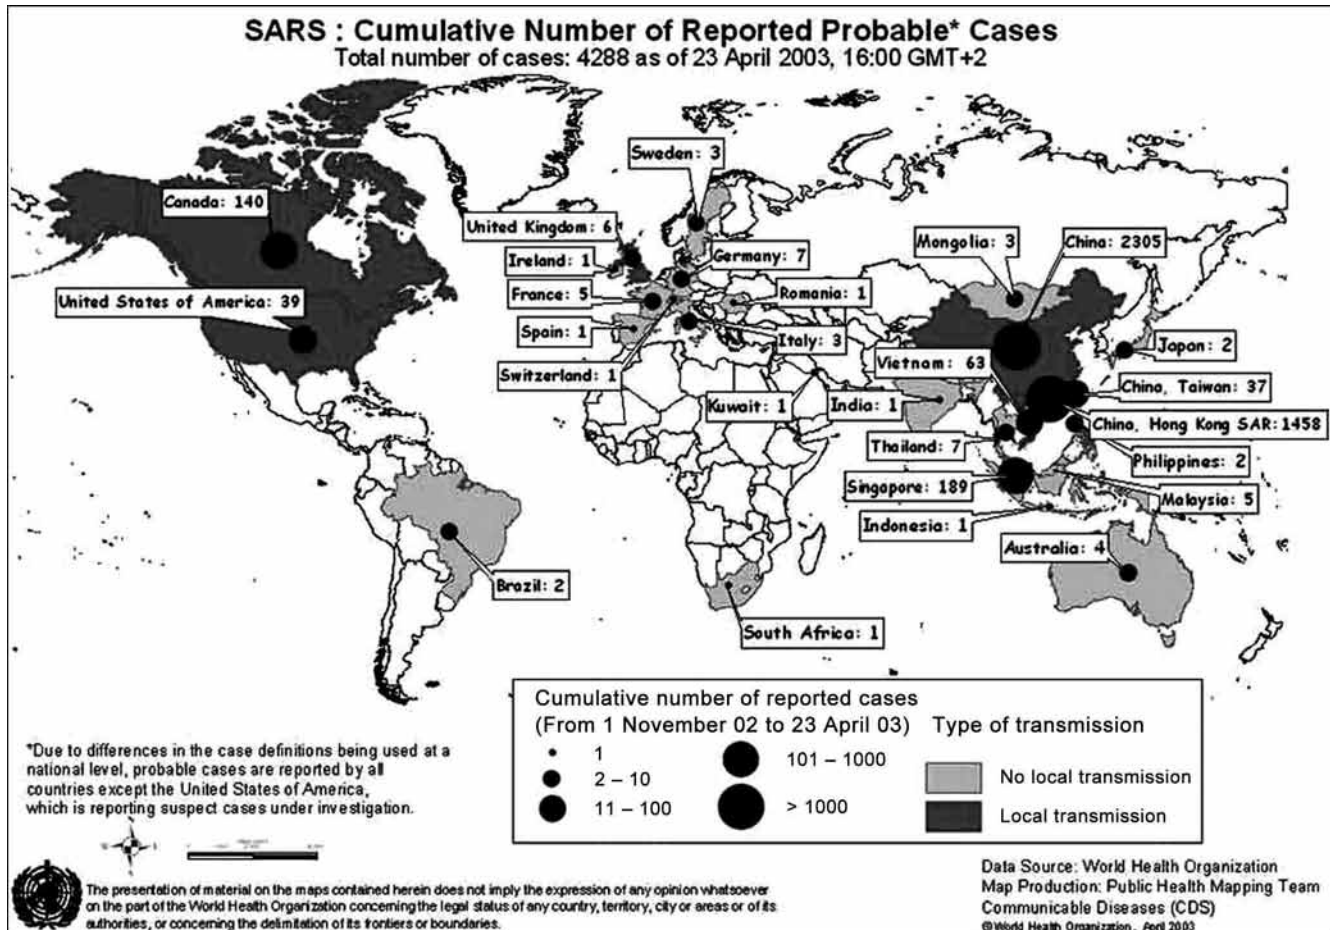 SARS : Cumulative Number of Reported Probable* Cases
Total number of cases: 4288 as of 23 April 2003, 16:00 GMT+2
Sweden: 3
Canada: 140
United Kingdom: 6
Mongolia: 3
China: 2305
Ireland: 1
Germany: 7
United States of America: 39
France: 5
Romania: 1
Spain: 1
Italy: 3
Japan: 2
Switzerland: 1
Vietnam: 63
Kuwait: 1
India: 1
China, Taiwan: 37
China, Hong Kong SAR: 1458
Thailand: 7
Philippines: 2
Singapore: 189
Malaysia: 5
Indonesia: 1
Australia: 4
Brazil: 2
South Africa: 1
Cumulative number of reported cases
(From 1 November 02 to 23 April 03)
1
2 – 10
11 – 100
101 – 1000
> 1000
Type of transmission
No local transmission
Local transmission
*Due to differences in the case definitions being used at a
national level, probable cases are reported by all
countries except the United States of America,
which is reporting suspect cases under investigation.
The presentation of material on the maps contained herein does not imply the expression of any opinion whatsoever
on the part of the World Health Organization concerning the legal status of any country, territory, city or areas or of its
authorities, or concerning the delimitation of its frontiers or boundaries.
Data Source: World Health Organization
Map Production: Public Health Mapping Team
Communicable Diseases (CDS)
©World Health Organization, April 2003